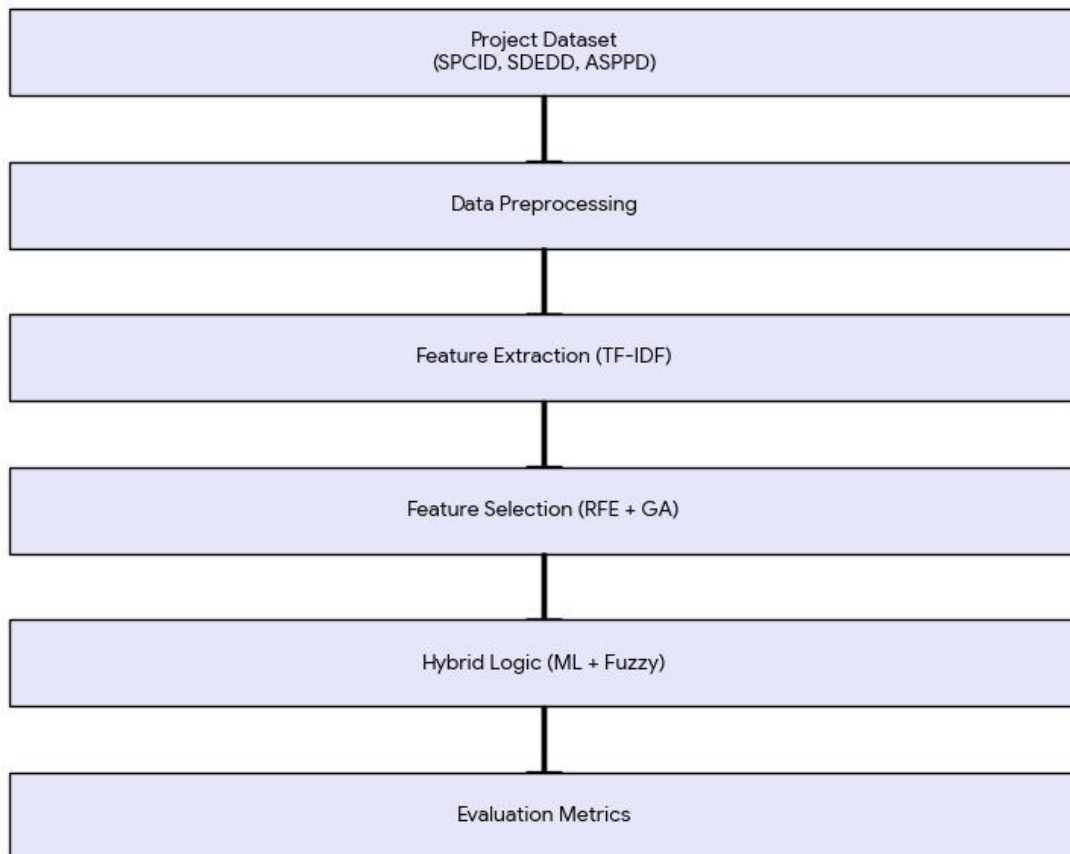 Project Dataset
(SPCID, SDEDD, ASPPD)
Data Preprocessing
Feature Extraction (TF-IDF)
Feature Selection (RFE + GA)
Hybrid Logic (ML + Fuzzy)
Evaluation Metrics